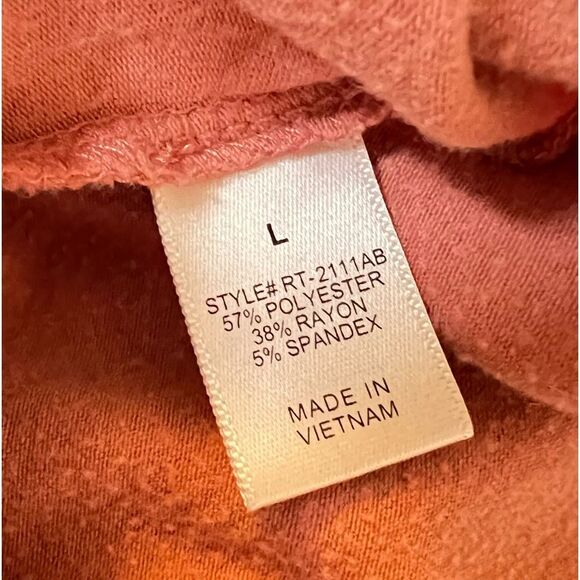 L
STYLE# RT-2111AB
57% POLYESTER
38% RAYON
5% SPANDEX
MADE IN
VIETNAM